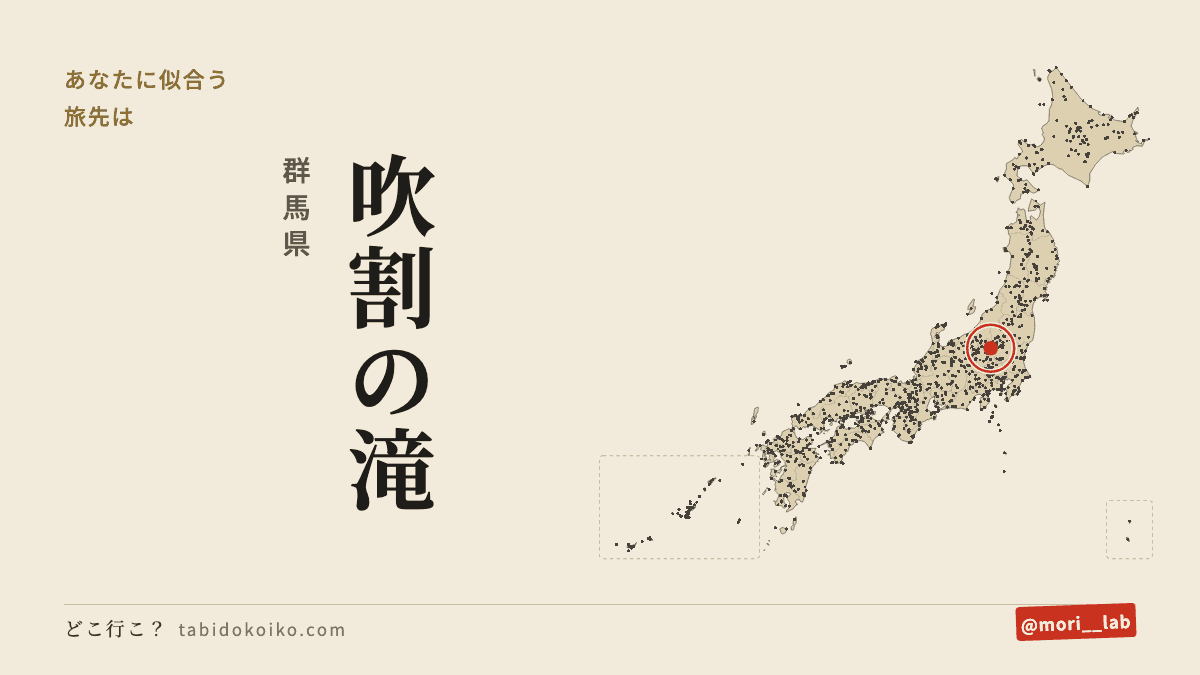 あなたに似合う
旅先は
吹割の滝
群馬県
どこ行こ? tabidokoiko.com
@mori__lab